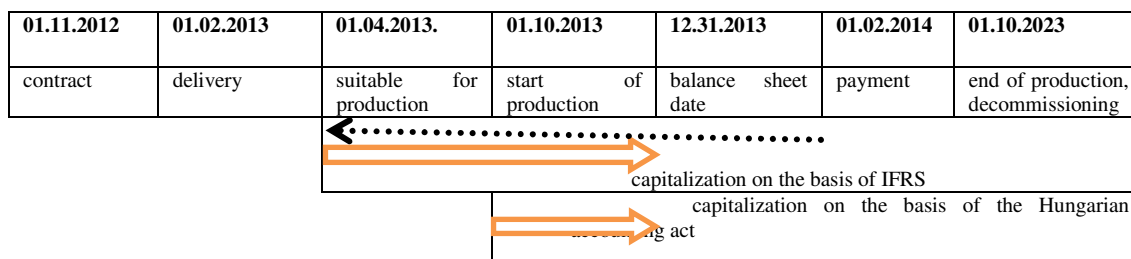 01.11.2012 01.02.2013 01.04.2013. 01.10.2013 12.31.2013 01.02.2014 01.10.2023
contract delivery suitable for start of balance sheet payment end of production,
production production date decommissioning
capitalization on the basis of IFRS
capitalization on the basis of the Hungarian
act